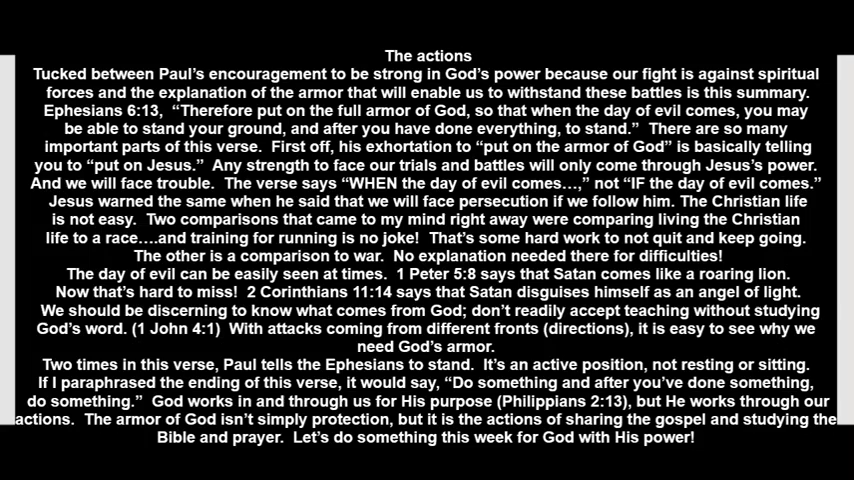 The actions
Tucked between Paul’s encouragement to be strong in God’s power because our fight is against spiritual
forces and the explanation of the armor that will enable us to withstand these battles is this summary.
Ephesians 6:13,  “Therefore put on the full armor of God, so that when the day of evil comes, you may
be able to stand your ground, and after you have done everything, to stand.”  There are so many
important parts of this verse.  First off, his exhortation to “put on the armor of God” is basically telling
you to “put on Jesus.”  Any strength to face our trials and battles will only come through Jesus’s power.
And we will face trouble.  The verse says “WHEN the day of evil comes…,” not “IF the day of evil comes.”
Jesus warned the same when he said that we will face persecution if we follow him. The Christian life
is not easy.  Two comparisons that came to my mind right away were comparing living the Christian
life to a race….and training for running is no joke!  That’s some hard work to not quit and keep going.
The other is a comparison to war.  No explanation needed there for difficulties!
The day of evil can be easily seen at times.  1 Peter 5:8 says that Satan comes like a roaring lion.
Now that’s hard to miss!  2 Corinthians 11:14 says that Satan disguises himself as an angel of light.
We should be discerning to know what comes from God; don’t readily accept teaching without studying
God’s word. (1 John 4:1)  With attacks coming from different fronts (directions), it is easy to see why we
need God’s armor.
Two times in this verse, Paul tells the Ephesians to stand.  It’s an active position, not resting or sitting.
If I paraphrased the ending of this verse, it would say, “Do something and after you’ve done something,
do something.”  God works in and through us for His purpose (Philippians 2:13), but He works through our
actions.  The armor of God isn’t simply protection, but it is the actions of sharing the gospel and studying the
Bible and prayer.  Let’s do something this week for God with His power!